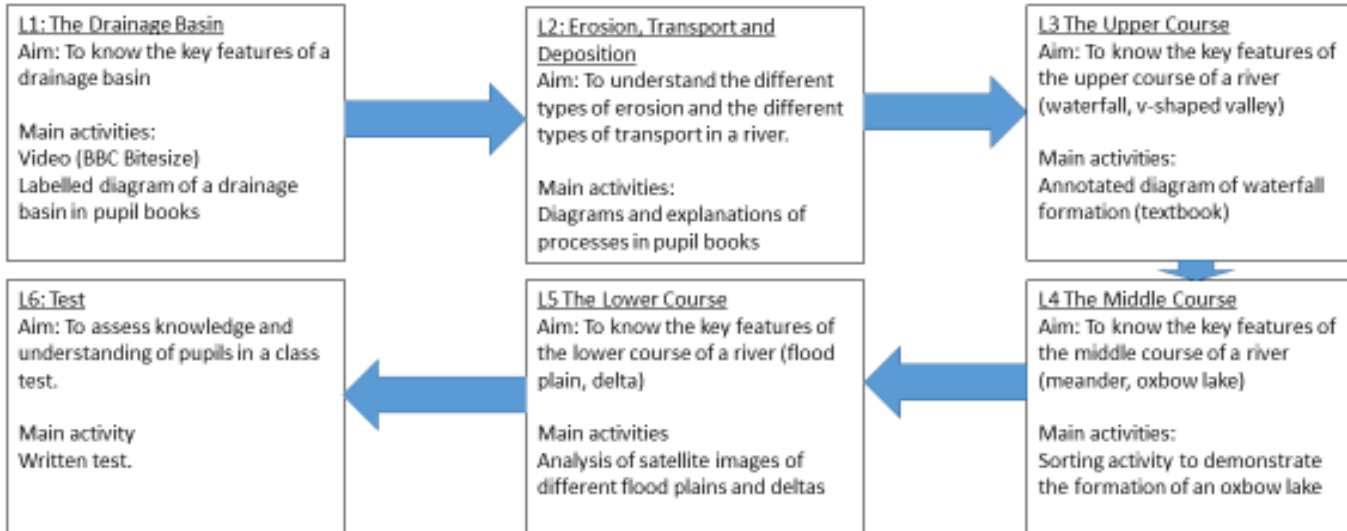 L1: The Drainage Basin
Aim: To know the key features of a
drainage basin
Main activities:
Video (BBC Bitesize)
Labelled diagram of a drainage
basin in pupil books
L2: Erosion, Transport and
Deposition
Aim: To understand the different
types of erosion and the different
types of transport in a river.
Main activities:
Diagrams and explanations of
processes in pupil books
L3 The Upper Course
Aim: To know the key features of
the upper course of a river
(waterfall, v-shaped valley)
Main activities:
Annotated diagram of waterfall
formation (textbook)
L4 The Middle Course
Aim: To know the key features of
the middle course of a river
(meander, oxbow lake)
Main activities:
Sorting activity to demonstrate
the formation of an oxbow lake
L5 The Lower Course
Aim: To know the key features of
the lower course of a river (flood
plain, delta)
Main activities
Analysis of satellite images of
different flood plains and deltas
L6: Test
Aim: To assess knowledge and
understanding of pupils in a class
test.
Main activity
Written test.